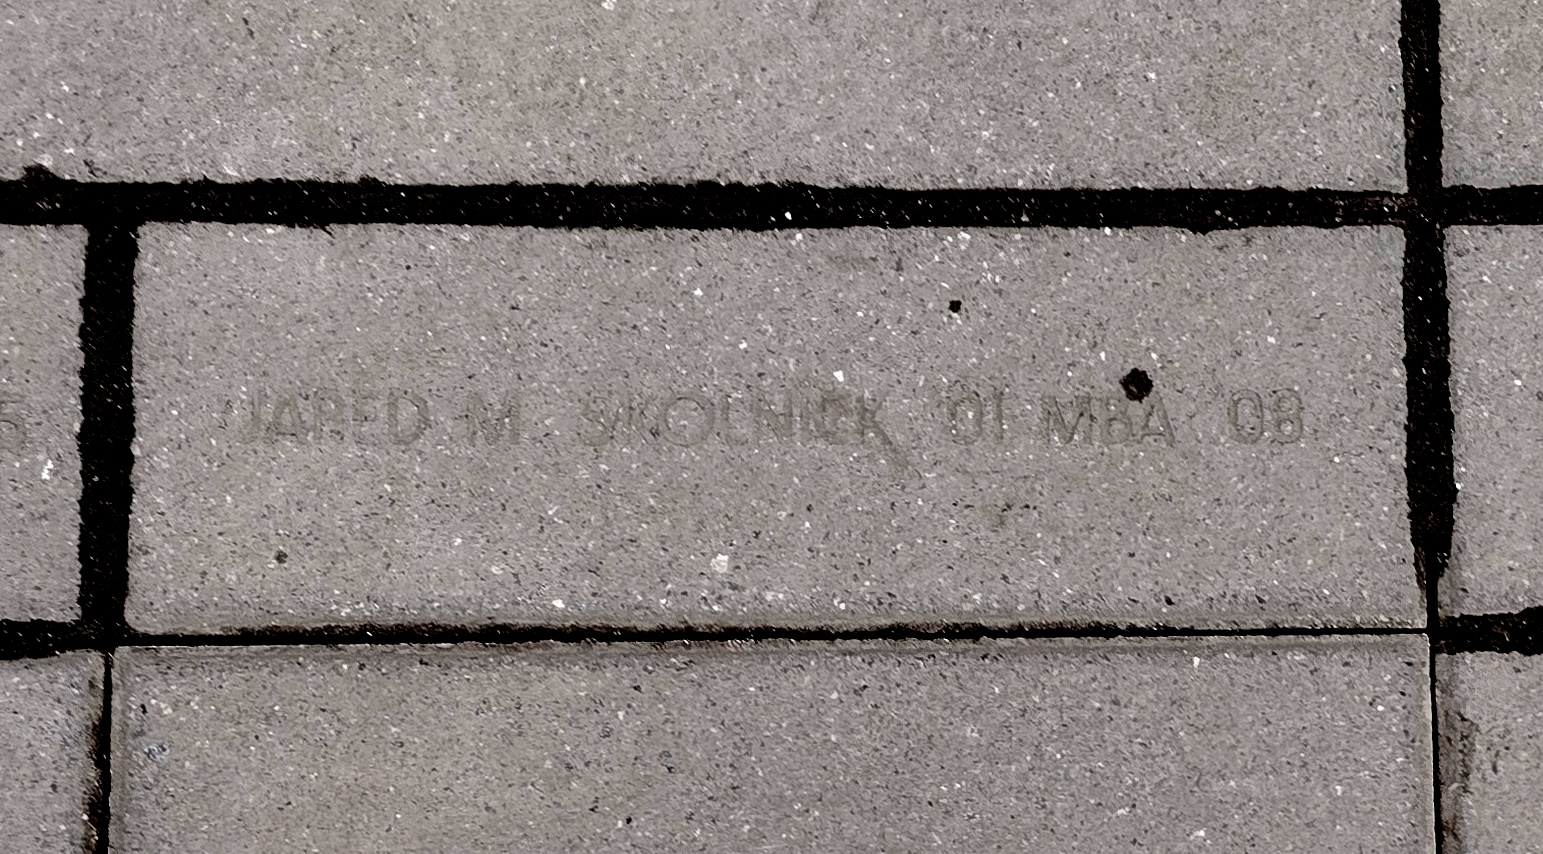 JARED M. SKOLNICK 01 MBA 08